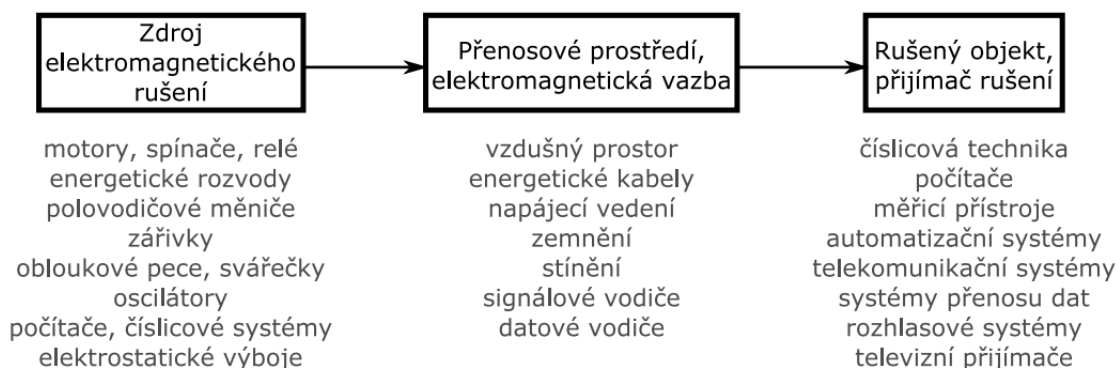 Zdroj
elektromagnetického
rušení
Přenosové prostředí,
elektromagnetická vazba
Rušený objekt,
přijímač rušení
motory, spínače, relé
energetické rozvody
polovodičové měniče
zářivky
obloukové pece, svářečky
oscilátory
počítače, číslicové systémy
elektrostatické výboje
vzdušný prostor
energetické kabely
napájecí vedení
zemnění
stínění
signálové vodiče
datové vodiče
číslicová technika
počítače
měřicí přístroje
automatizační systémy
telekomunikační systémy
systémy přenosu dat
rozhlasové systémy
televizní přijímače